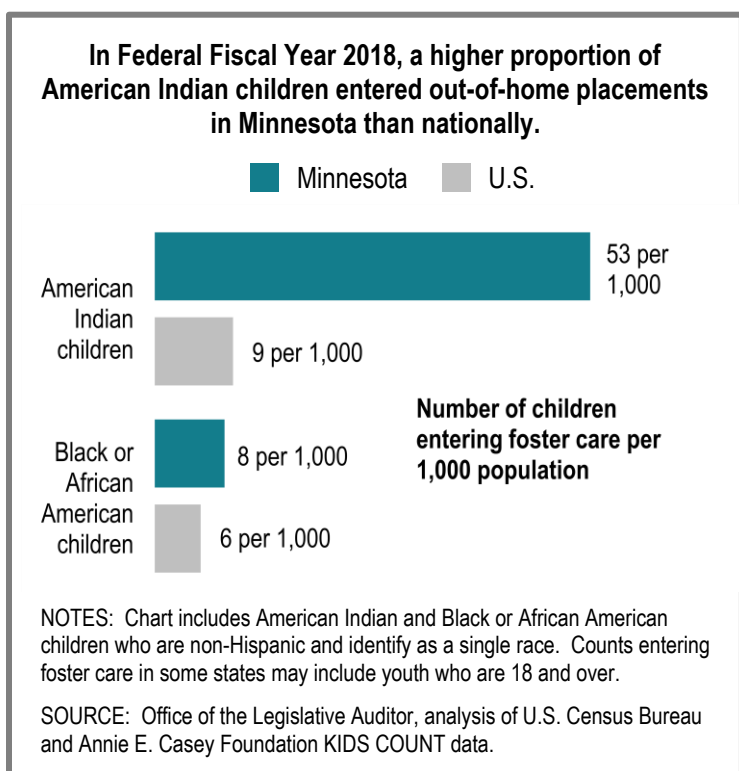 In Federal Fiscal Year 2018, a higher proportion of
American Indian children entered out-of-home placements
in Minnesota than nationally.
Minnesota
U.S.
American
Indian
children
53 per
1,000
9 per 1,000
Black or
African
American
children
8 per 1,000
6 per 1,000
Number of children
entering foster care per
1,000 population
NOTES: Chart includes American Indian and Black or African American
children who are non-Hispanic and identify as a single race. Counts entering
foster care in some states may include youth who are 18 and over.
SOURCE: Office of the Legislative Auditor, analysis of U.S. Census Bureau
and Annie E. Casey Foundation KIDS COUNT data.